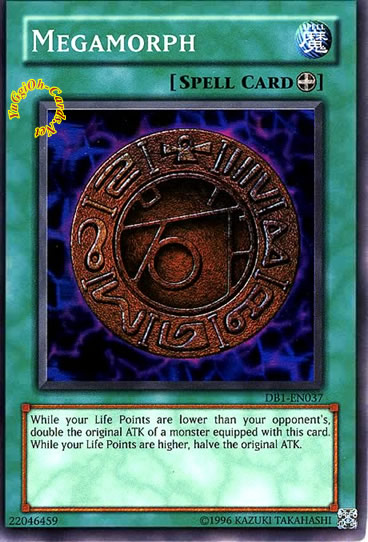 MEGAMORPH
魔
[SPELL CARD]
YuGiOh-Cards.Net
DB1-EN037
While your Life Points are lower than your opponent's,
double the original ATK of a monster equipped with this card.
While your Life Points are higher, halve the original ATK.
22046459
©1996 KAZUKI TAKAHASHI